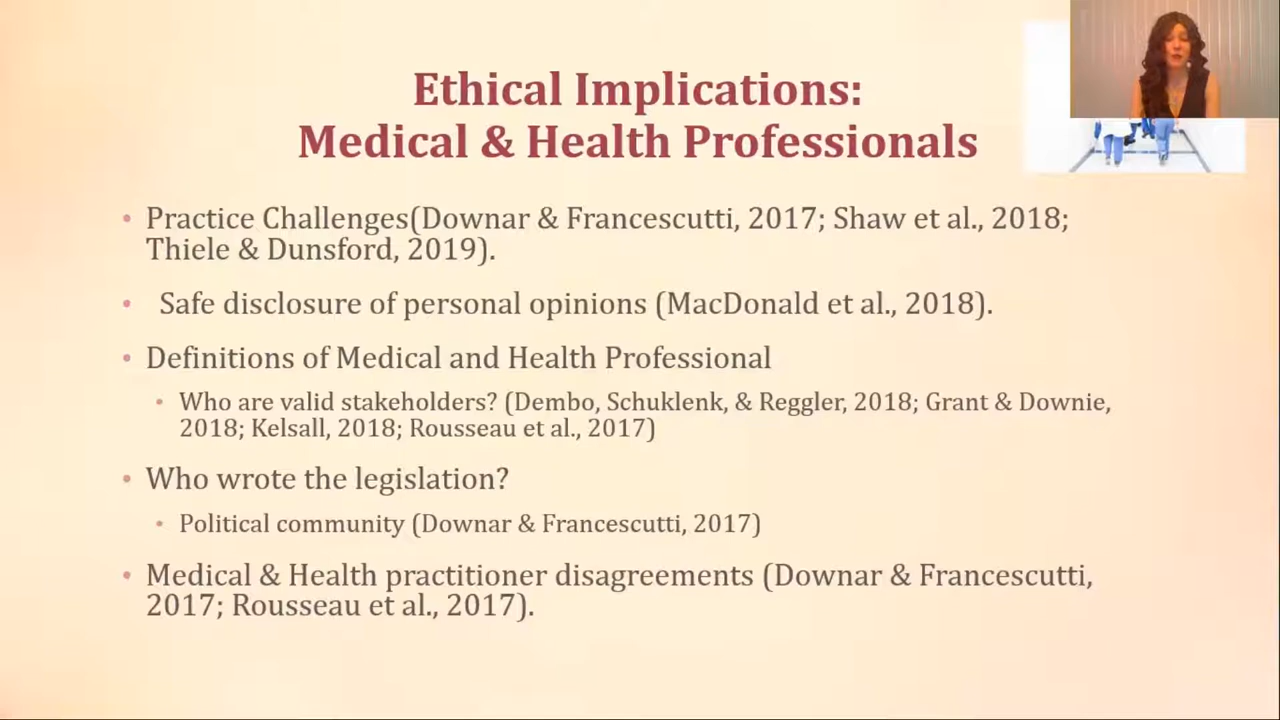 Ethical Implications:
Medical & Health Professionals
• Practice Challenges(Downar & Francescutti, 2017; Shaw et al., 2018;
Thiele & Dunsford, 2019).
• Safe disclosure of personal opinions (MacDonald et al., 2018).
• Definitions of Medical and Health Professional
• Who are valid stakeholders? (Dembo, Schuklenk, & Reggler, 2018; Grant & Downie,
2018; Kelsall, 2018; Rousseau et al., 2017)
• Who wrote the legislation?
• Political community (Downar & Francescutti, 2017)
• Medical & Health practitioner disagreements (Downar & Francescutti,
2017; Rousseau et al., 2017).